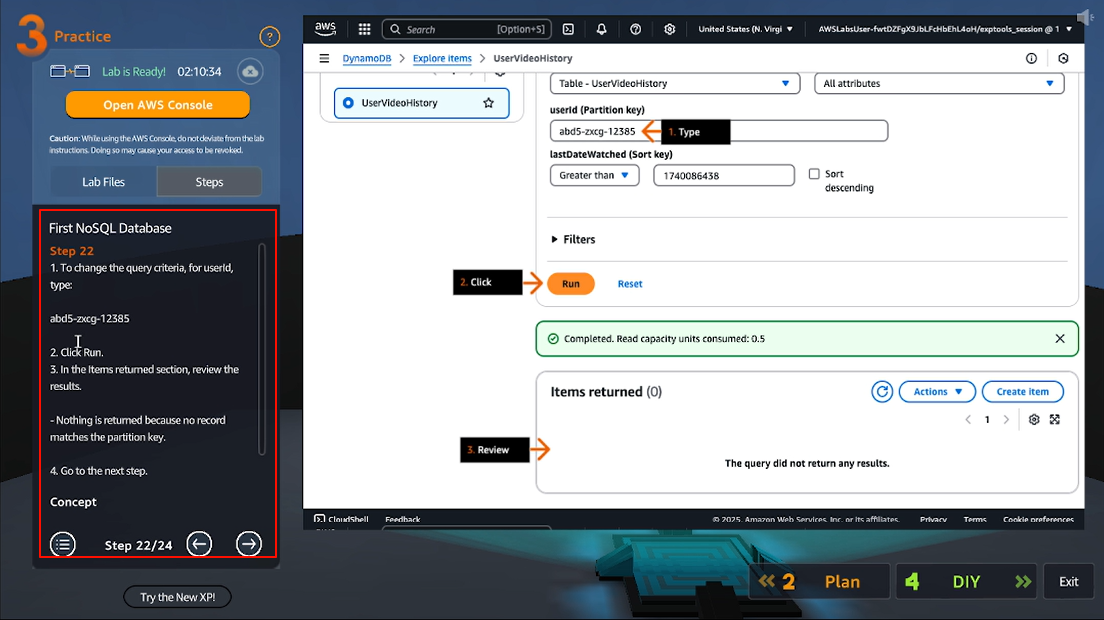 3 Practice
?
Lab is Ready! 02:10:34
Open AWS Console
Caution: While using the AWS Console, do not deviate from the lab
instructions. Doing so may cause your access to be revoked.
Lab Files
Steps
First NoSQL Database
Step 22
1. To change the query criteria, for userId,
type:
abd5-zxcg-12385
2. Click Run.
3. In the Items returned section, review the
results.
- Nothing is returned because no record
matches the partition key.
4. Go to the next step.
Concept
Step 22/24
Try the New XP!
aws
Search [Option+S]
United States (N. Virgi
AWSLabsUser-fwtDZFgX9JbLFcHbEhL4oH/exptools_session @ 1
DynamoDB > Explore items > UserVideoHistory
UserVideoHistory
Table - UserVideoHistory
All attributes
userId (Partition key)
abd5-zxcg-12385
1. Type
lastDateWatched (Sort key)
Greater than
1740086438
Sort
descending
Filters
2. Click
Run
Reset
Completed. Read capacity units consumed: 0.5
Items returned (0)
Actions
Create item
1
3. Review
The query did not return any results.
CloudShell
Feedback
© 2025, Amazon Web Services, Inc. or its affiliates.
Privacy
Terms
Cookie preferences
2 Plan
4 DIY
Exit